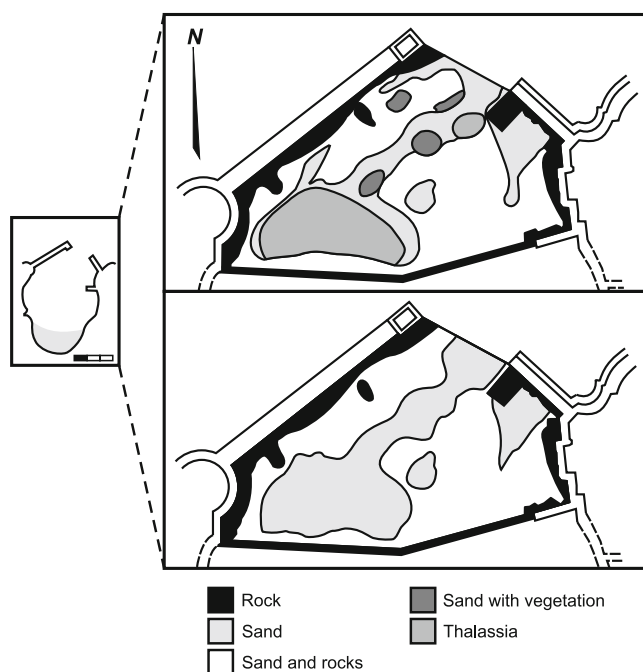 N
Rock
Sand
Sand and rocks
Sand with vegetation
Thalassia